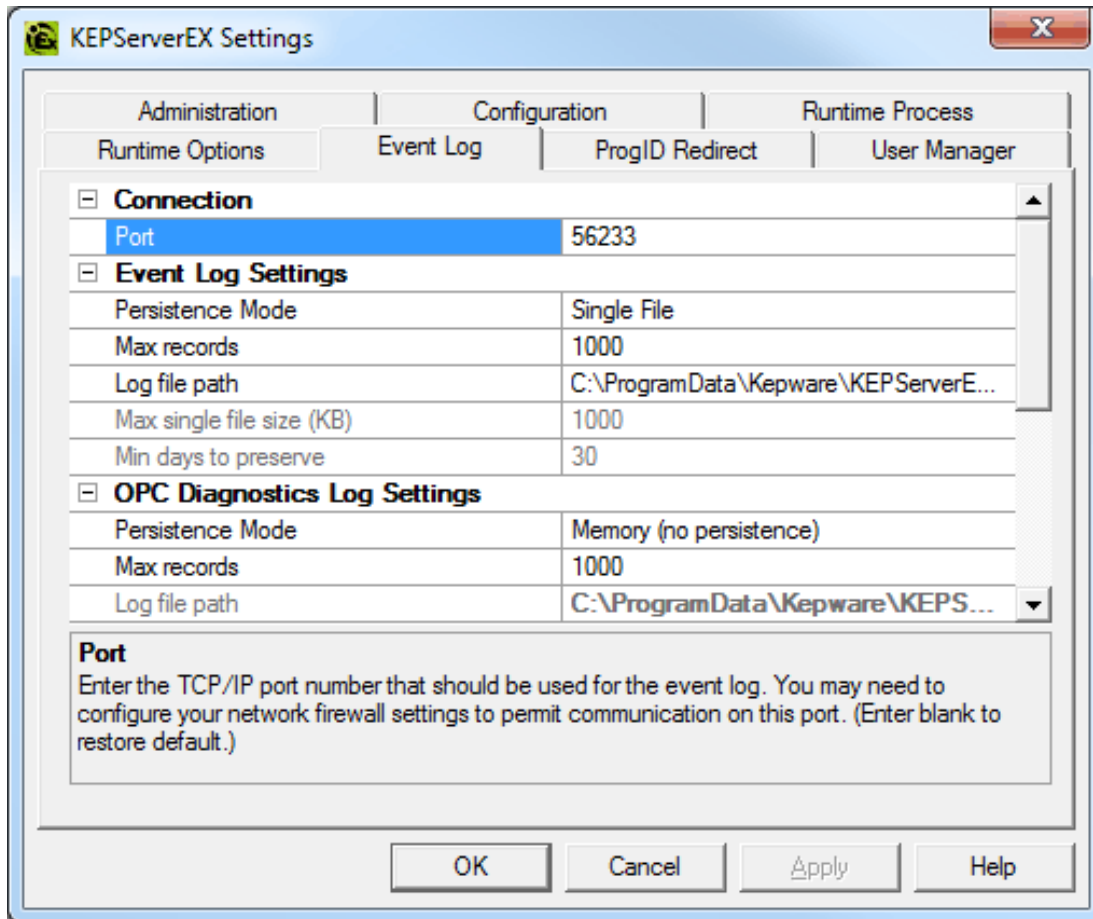 KEPServerEX Settings
Administration Configuration Runtime Process
Runtime Options Event Log ProgID Redirect User Manager
Connection
Port 56233
Event Log Settings
Persistence Mode Single File
Max records 1000
Log file path C:\ProgramData\Kepware\KEPServerE...
Max single file size (KB) 1000
Min days to preserve 30
OPC Diagnostics Log Settings
Persistence Mode Memory (no persistence)
Max records 1000
Log file path C:\ProgramData\Kepware\KEPS...
Port
Enter the TCP/IP port number that should be used for the event log. You may need to
configure your network firewall settings to permit communication on this port. (Enter blank to
restore default.)
OK Cancel Apply Help